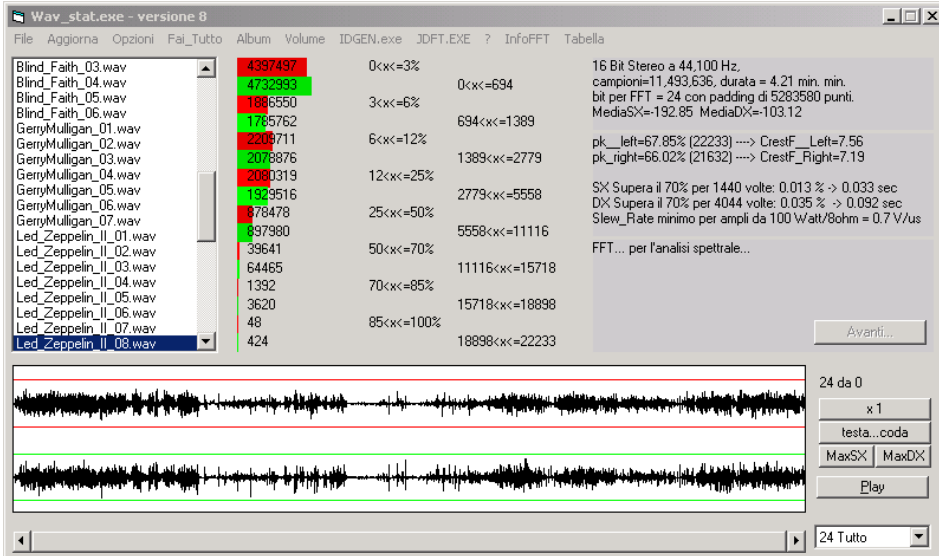 Wav_stat.exe - versione 8
File Aggiorna Opzioni Fai_Tutto Album Volume IDGEN.exe JDFT.EXE ? InfoFFT Tabella
Blind_Faith_03.wav
Blind_Faith_04.wav
Blind_Faith_05.wav
Blind_Faith_06.wav
GerryMulligan_01.wav
GerryMulligan_02.wav
GerryMulligan_03.wav
GerryMulligan_04.wav
GerryMulligan_05.wav
GerryMulligan_06.wav
GerryMulligan_07.wav
Led_Zeppelin_II_01.wav
Led_Zeppelin_II_02.wav
Led_Zeppelin_II_03.wav
Led_Zeppelin_II_04.wav
Led_Zeppelin_II_05.wav
Led_Zeppelin_II_06.wav
Led_Zeppelin_II_07.wav
Led_Zeppelin_II_08.wav
4397497 0<x<=3%
4732993 0<x<=694
1886550 3<x<=6%
1785762 694<x<=1389
2209711 6<x<=12%
2078876 1389<x<=2779
2080319 12<x<=25%
1929516 2779<x<=5558
878478 25<x<=50%
897980 5558<x<=11116
39641 50<x<=70%
64465 11116<x<=15718
1392 70<x<=85%
3620 15718<x<=18898
48 85<x<=100%
424 18898<x<=22233
16 Bit Stereo a 44,100 Hz,
campioni=11,493,636, durata = 4.21 min. min.
bit per FFT = 24 con padding di 5283580 punti.
MediaSX=-192.85 MediaDX=-103.12
pk__left=67.85% (22233) ----> CrestF__Left=7.56
pk_right=66.02% (21632) ----> CrestF_Right=7.19
SX Supera il 70% per 1440 volte: 0.013 % -> 0.033 sec
DX Supera il 70% per 4044 volte: 0.035 % -> 0.092 sec
Slew_Rate minimo per ampli da 100 Watt/8ohm = 0.7 V/us
FFT... per l'analisi spettrale...
Avanti...
24 da 0
x 1
testa...coda
MaxSX MaxDX
Play
24 Tutto